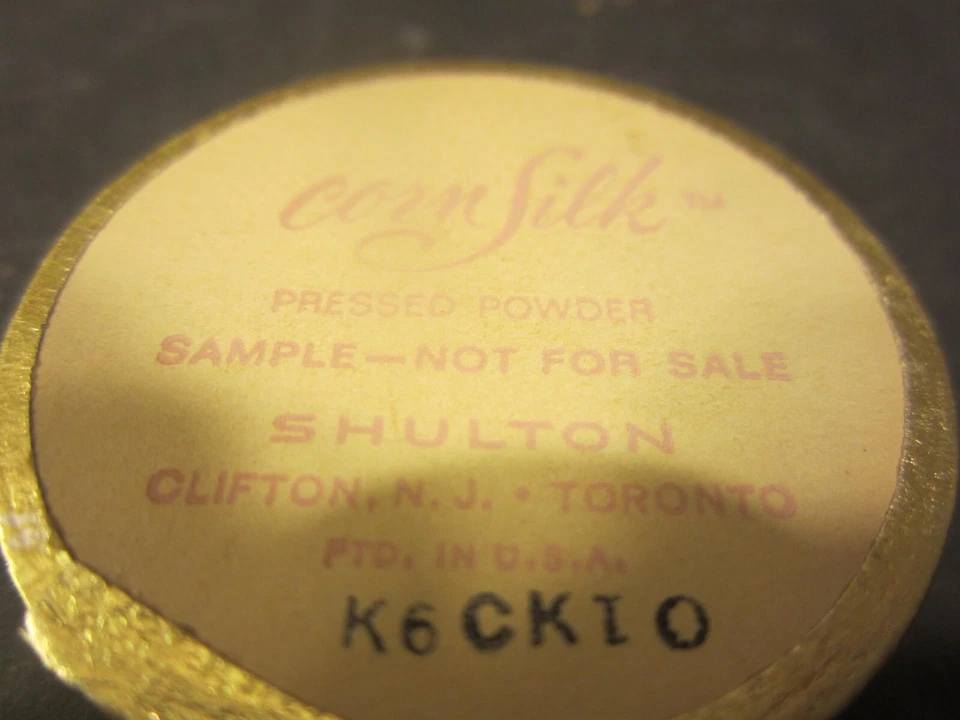 corn Silk™
PRESSED POWDER
SAMPLE—NOT FOR SALE
SHULTON
CLIFTON, N. J. • TORONTO
PTD. IN U.S.A.
K6CKIO